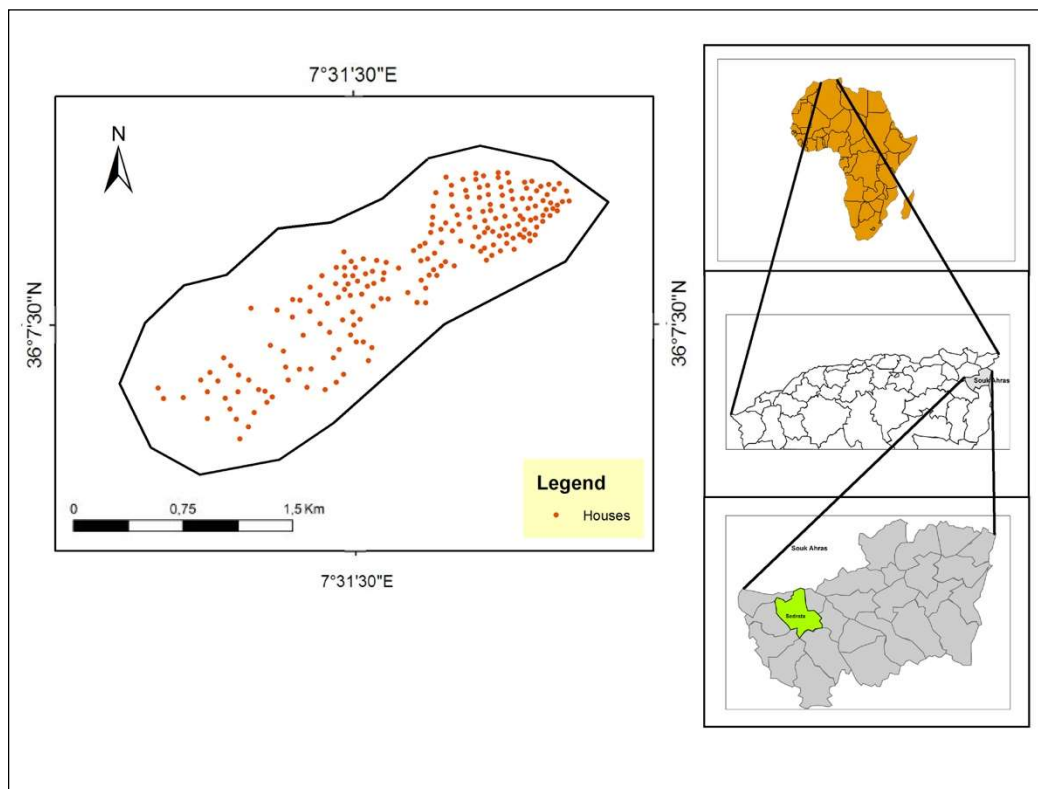 7°31'30"E
N
36°7'30"N
36°7'30"N
Legend
Houses
0 0,75 1,5 Km
7°31'30"E
Souk Ahras
Souk Ahras
Sedrata